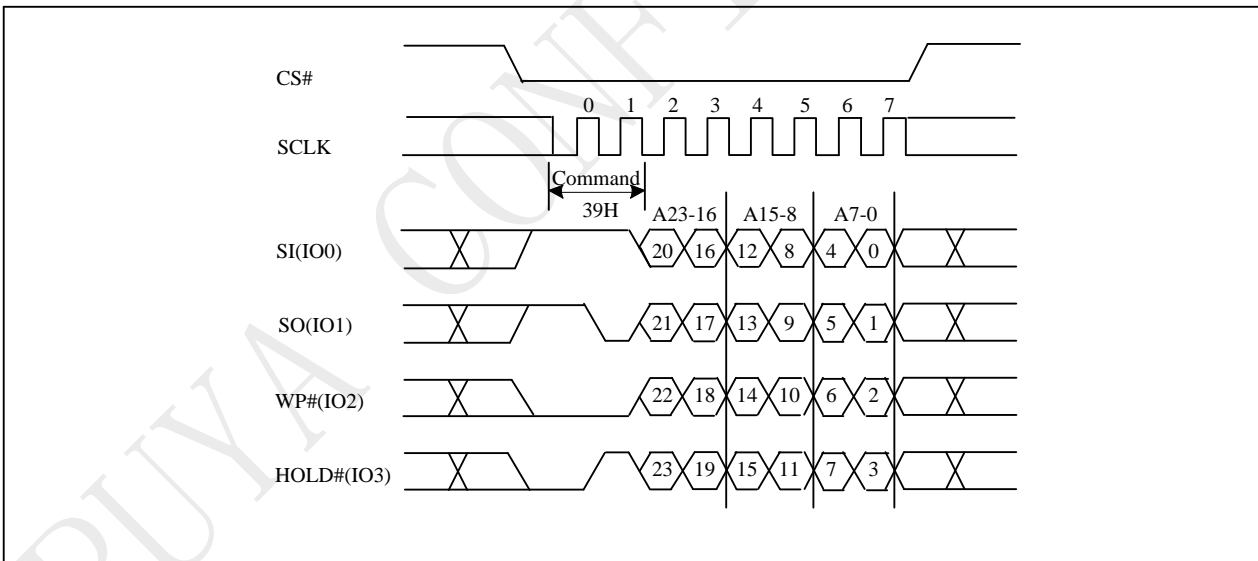 CS#
0 1 2 3 4 5 6 7
SCLK
Command
39H
A23-16 A15-8 A7-0
SI(IO0) 20 16 12 8 4 0
SO(IO1) 21 17 13 9 5 1
WP#(IO2) 22 18 14 10 6 2
HOLD#(IO3) 23 19 15 11 7 3
PUYA CONF